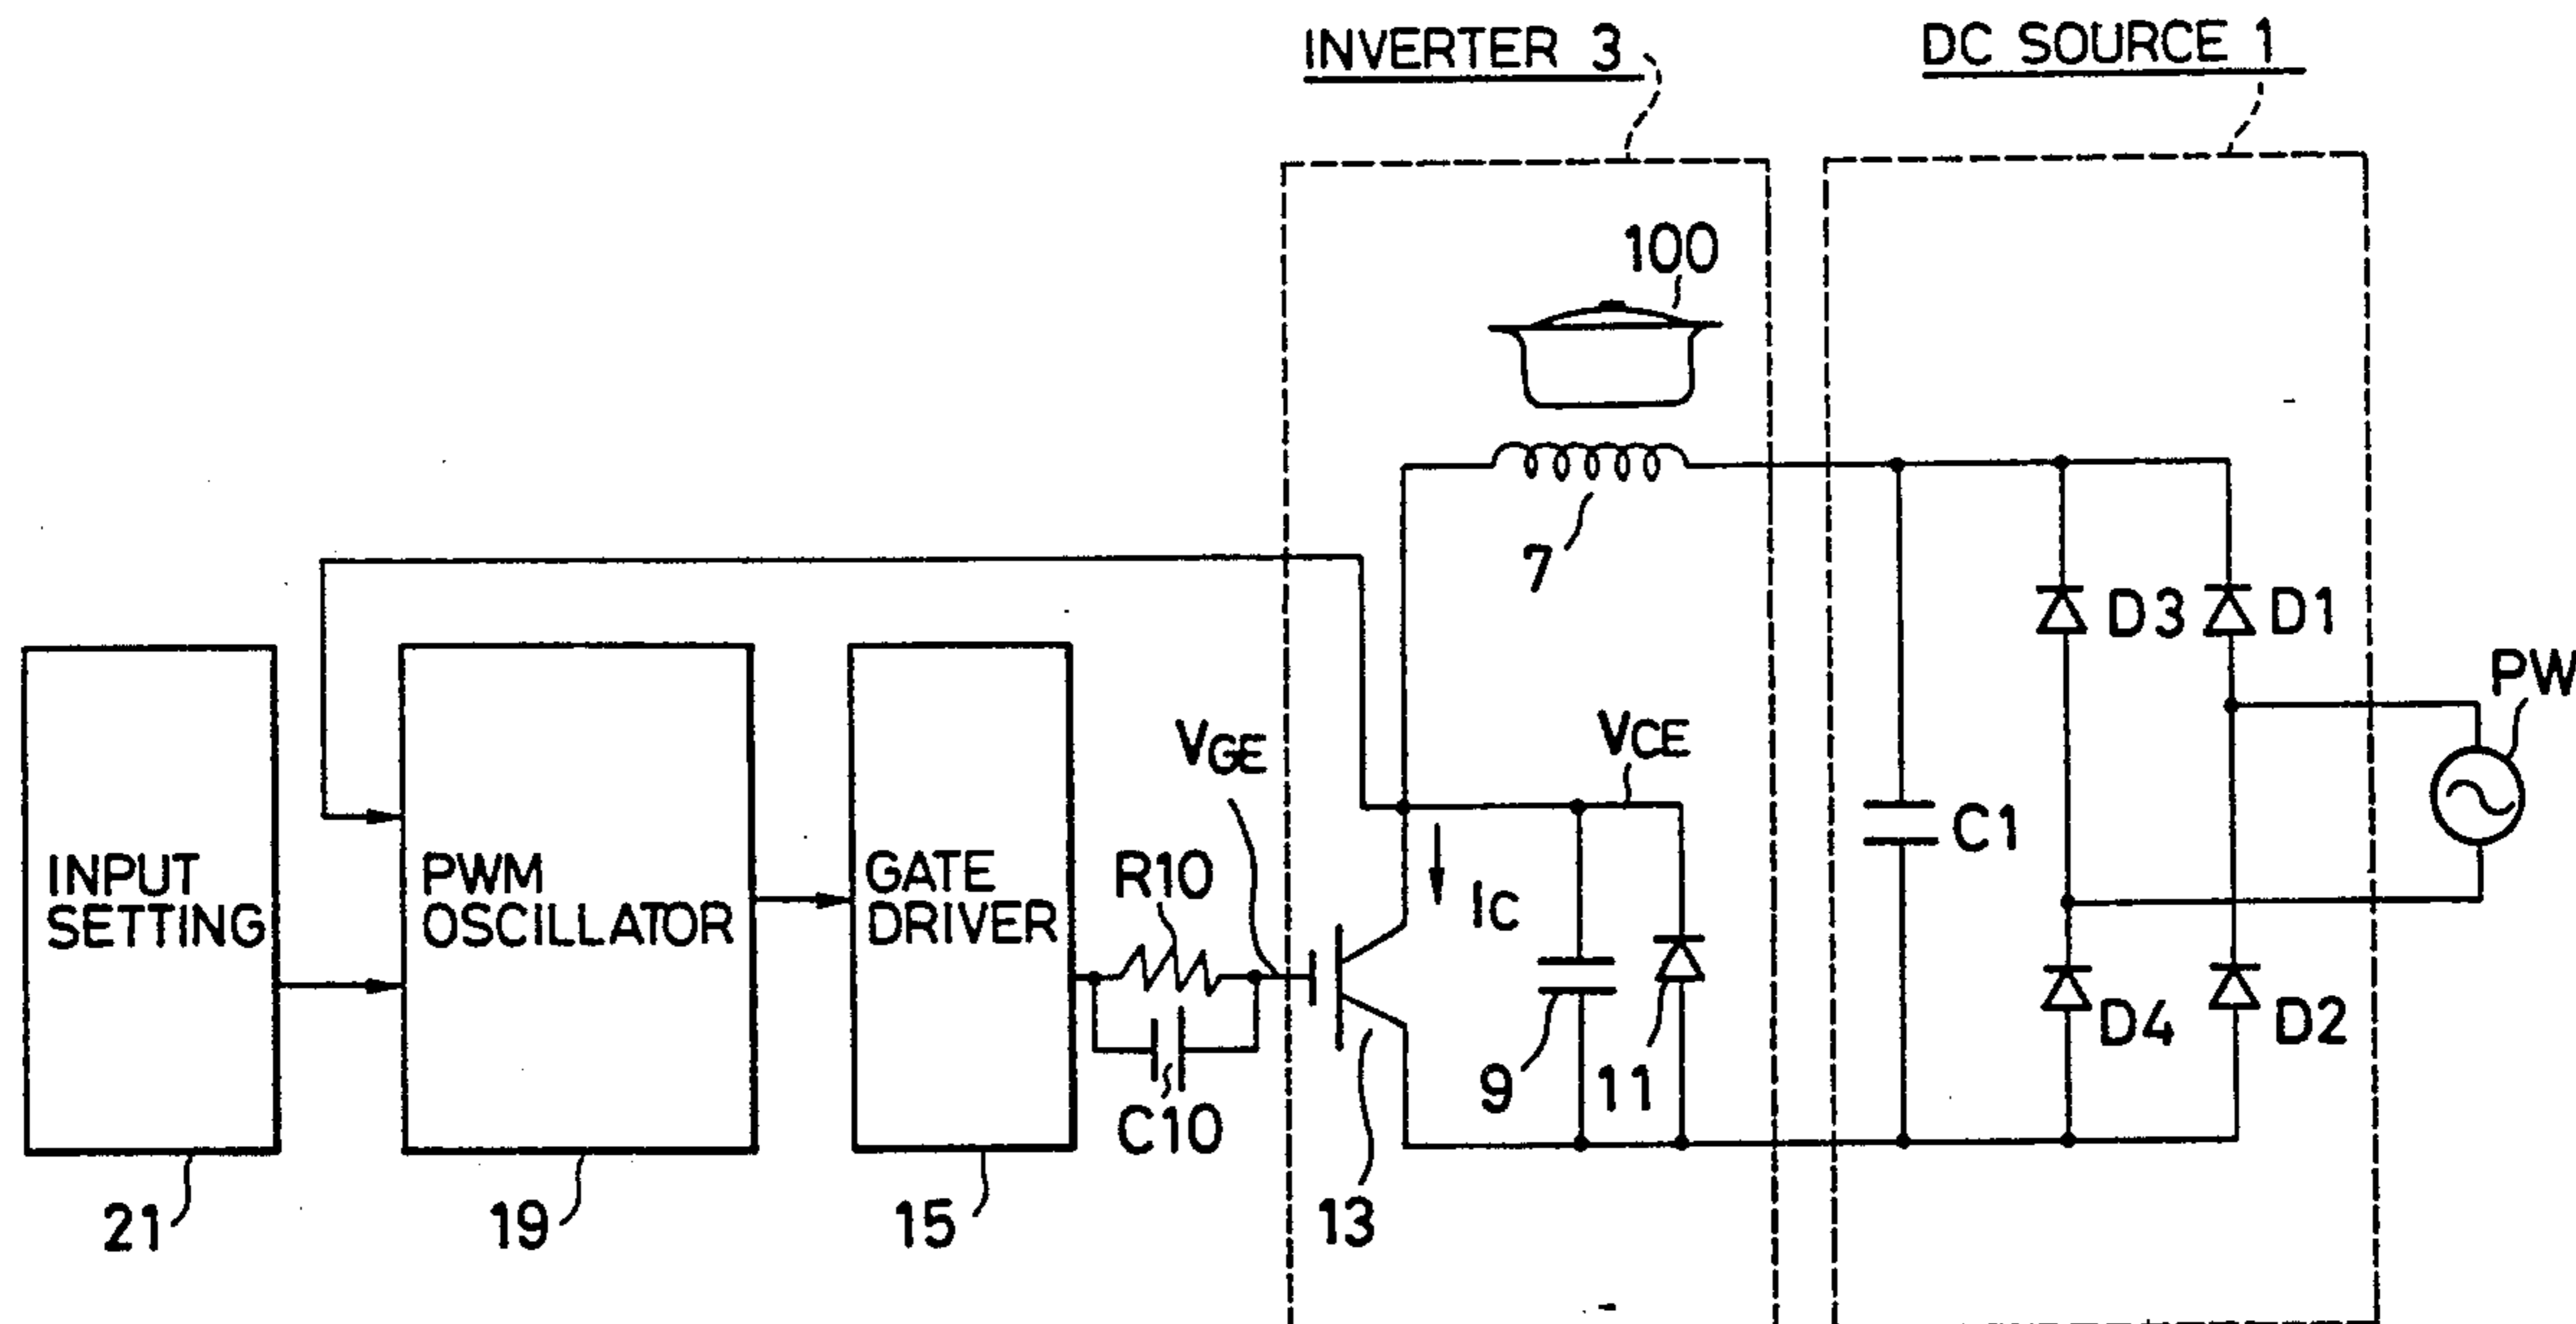 INVERTER 3
DC SOURCE 1
100
7
D3
D1
PW
VGE
VCE
C1
INPUT
SETTING
PWM
OSCILLATOR
GATE
DRIVER
R10
IC
C10
9
11
D4
D2
21
19
15
13